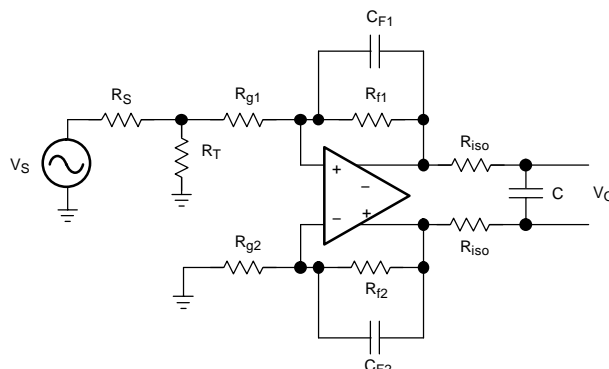 CF1
RS
Rg1
Rf1
Riso
VS
RT
+
–
C
VO
–
+
Riso
Rg2
Rf2
CF2